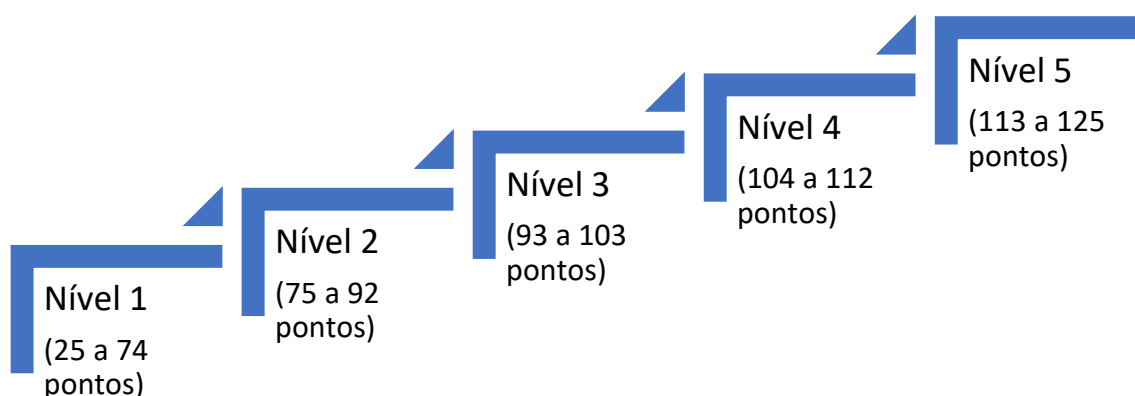 Nível 1
(25 a 74
pontos)
Nível 2
(75 a 92
pontos)
Nível 3
(93 a 103
pontos)
Nível 4
(104 a 112
pontos)
Nível 5
(113 a 125
pontos)